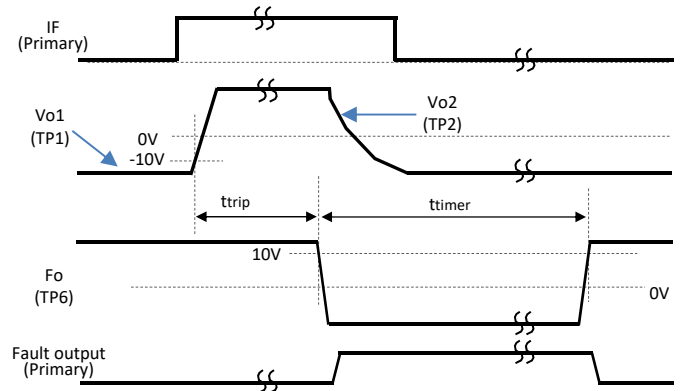 IF
(Primary)
Vo1
(TP1)
0V
-10V
Vo2
(TP2)
ttrip
ttimer
Fo
(TP6)
10V
0V
Fault output
(Primary)